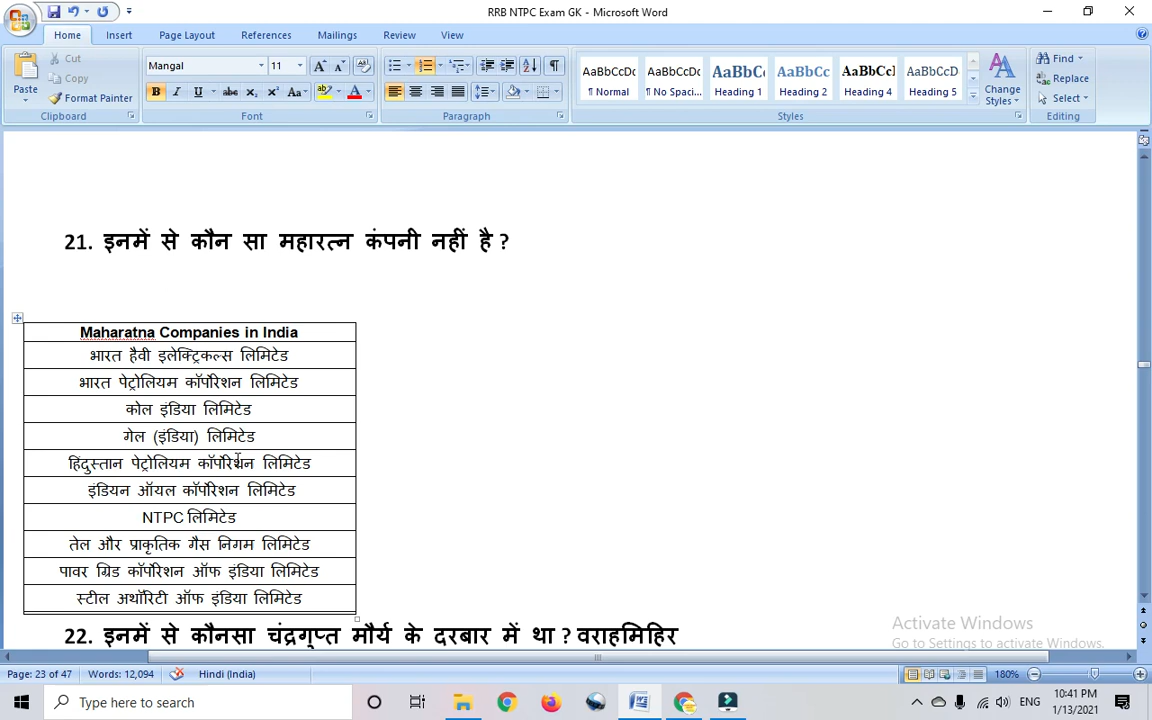 RRB NTPC Exam GK - Microsoft Word
Home Insert Page Layout References Mailings Review View
Paste
Cut
Copy
Format Painter
Clipboard
Mangal 11
Font
Paragraph
AaBbCcDc AaBbCcDc AaBbC AaBbCc AaBbCcI AaBbCcD
¶ Normal ¶ No Spaci... Heading 1 Heading 2 Heading 4 Heading 5
Change Styles
Styles
Find
Replace
Select
Editing
21. इनमें से कौन सा महारत्न कंपनी नहीं है ?
Maharatna Companies in India
भारत हैवी इलेक्ट्रिकल्स लिमिटेड
भारत पेट्रोलियम कॉर्पोरेशन लिमिटेड
कोल इंडिया लिमिटेड
गेल (इंडिया) लिमिटेड
हिंदुस्तान पेट्रोलियम कॉर्पोरेशन लिमिटेड
इंडियन ऑयल कॉर्पोरेशन लिमिटेड
NTPC लिमिटेड
तेल और प्राकृतिक गैस निगम लिमिटेड
पावर ग्रिड कॉर्पोरेशन ऑफ इंडिया लिमिटेड
स्टील अथॉरिटी ऑफ इंडिया लिमिटेड
22. इनमें से कौनसा चंद्रगुप्त मौर्य के दरबार में था ? वराहमिहिर
Activate Windows
Go to Settings to activate Windows.
Page: 23 of 47 Words: 12,094 Hindi (India) 180%
Type here to search
ENG
10:41 PM
1/13/2021